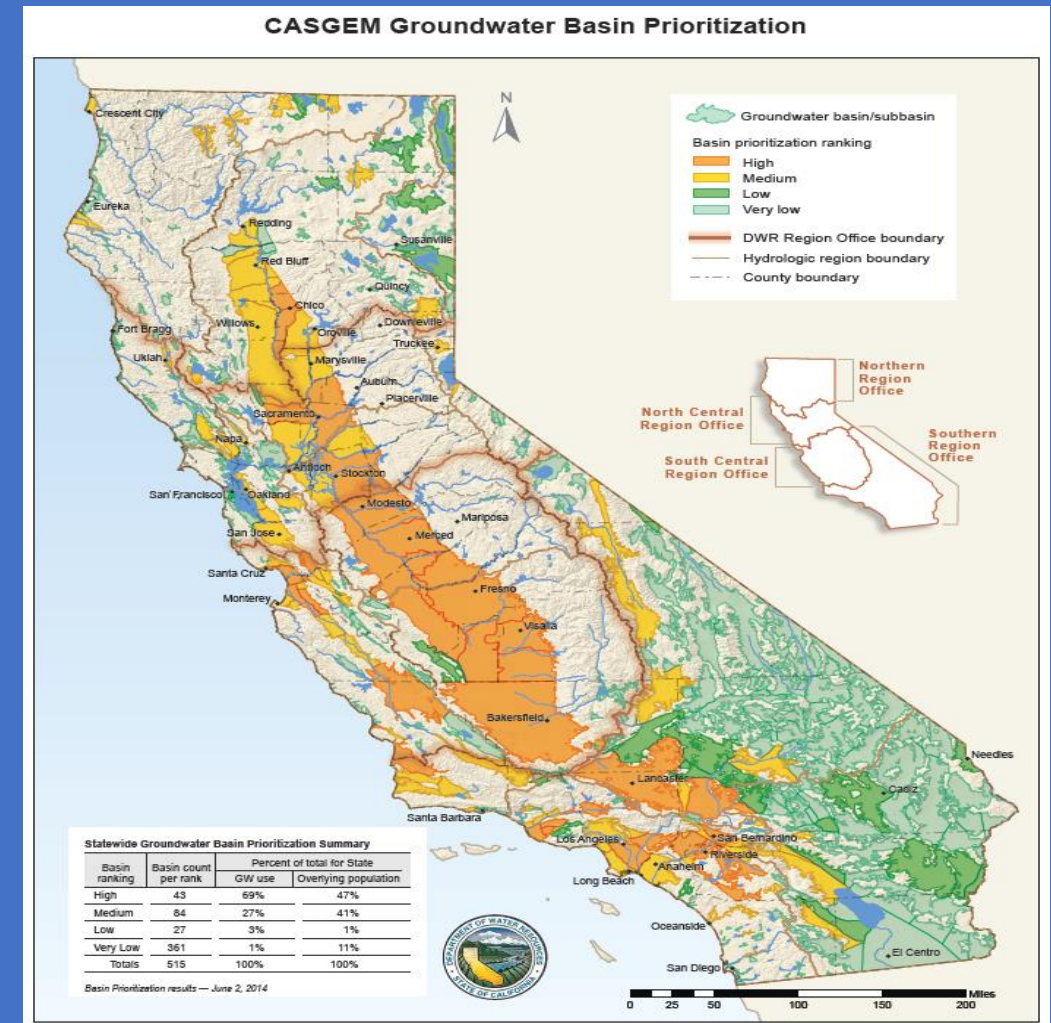 CASGEM Groundwater Basin Prioritization
N
Groundwater basin/subbasin
Basin prioritization ranking
High
Medium
Low
Very low
DWR Region Office boundary
Hydrologic region boundary
County boundary
Northern
Region
Office
North Central
Region Office
South Central
Region Office
Southern
Region
Office
Crescent City
Eureka
Redding
Susanville
Red Bluff
Quincy
Chico
Willows
Oroville
Downieville
Fort Bragg
Truckee
Ukiah
Marysville
Auburn
Placerville
Sacramento
Napa
Antioch
Stockton
San Francisco
Oakland
Modesto
Mariposa
San Jose
Merced
Santa Cruz
Fresno
Monterey
Visalia
Bakersfield
Needles
Lancaster
Cadiz
Santa Barbara
Los Angeles
San Bernardino
Riverside
Anaheim
Long Beach
Oceanside
El Centro
San Diego
Statewide Groundwater Basin Prioritization Summary
Basin ranking Basin count per rank Percent of total for State
GW use Overlying population
High 43 69% 47%
Medium 84 27% 41%
Low 27 3% 1%
Very Low 361 1% 11%
Totals 515 100% 100%
Basin Prioritization results — June 2, 2014
DEPARTMENT OF WATER RESOURCES
STATE OF CALIFORNIA
Miles
0 25 50 100 150 200